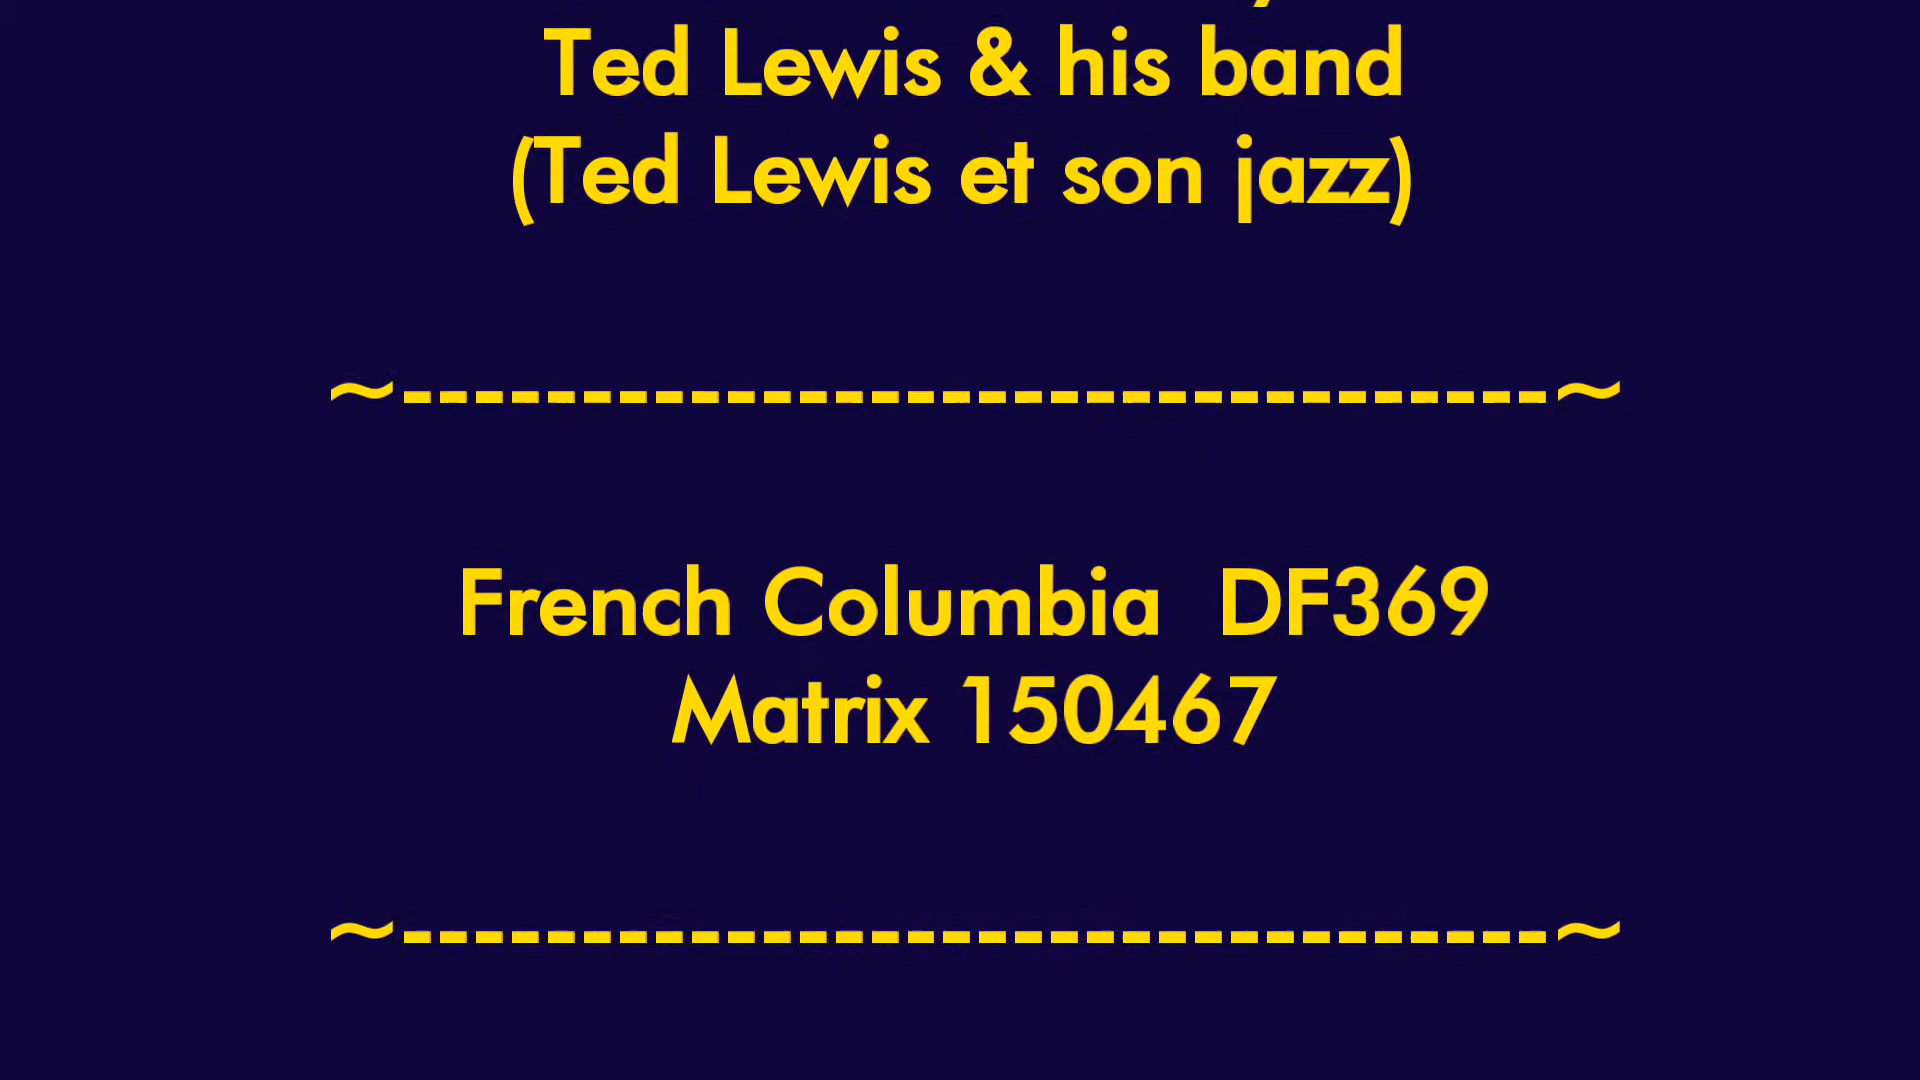 Ted Lewis & his band
(Ted Lewis et son jazz)
~--------------------------------~
French Columbia  DF369
Matrix 150467
~--------------------------------~